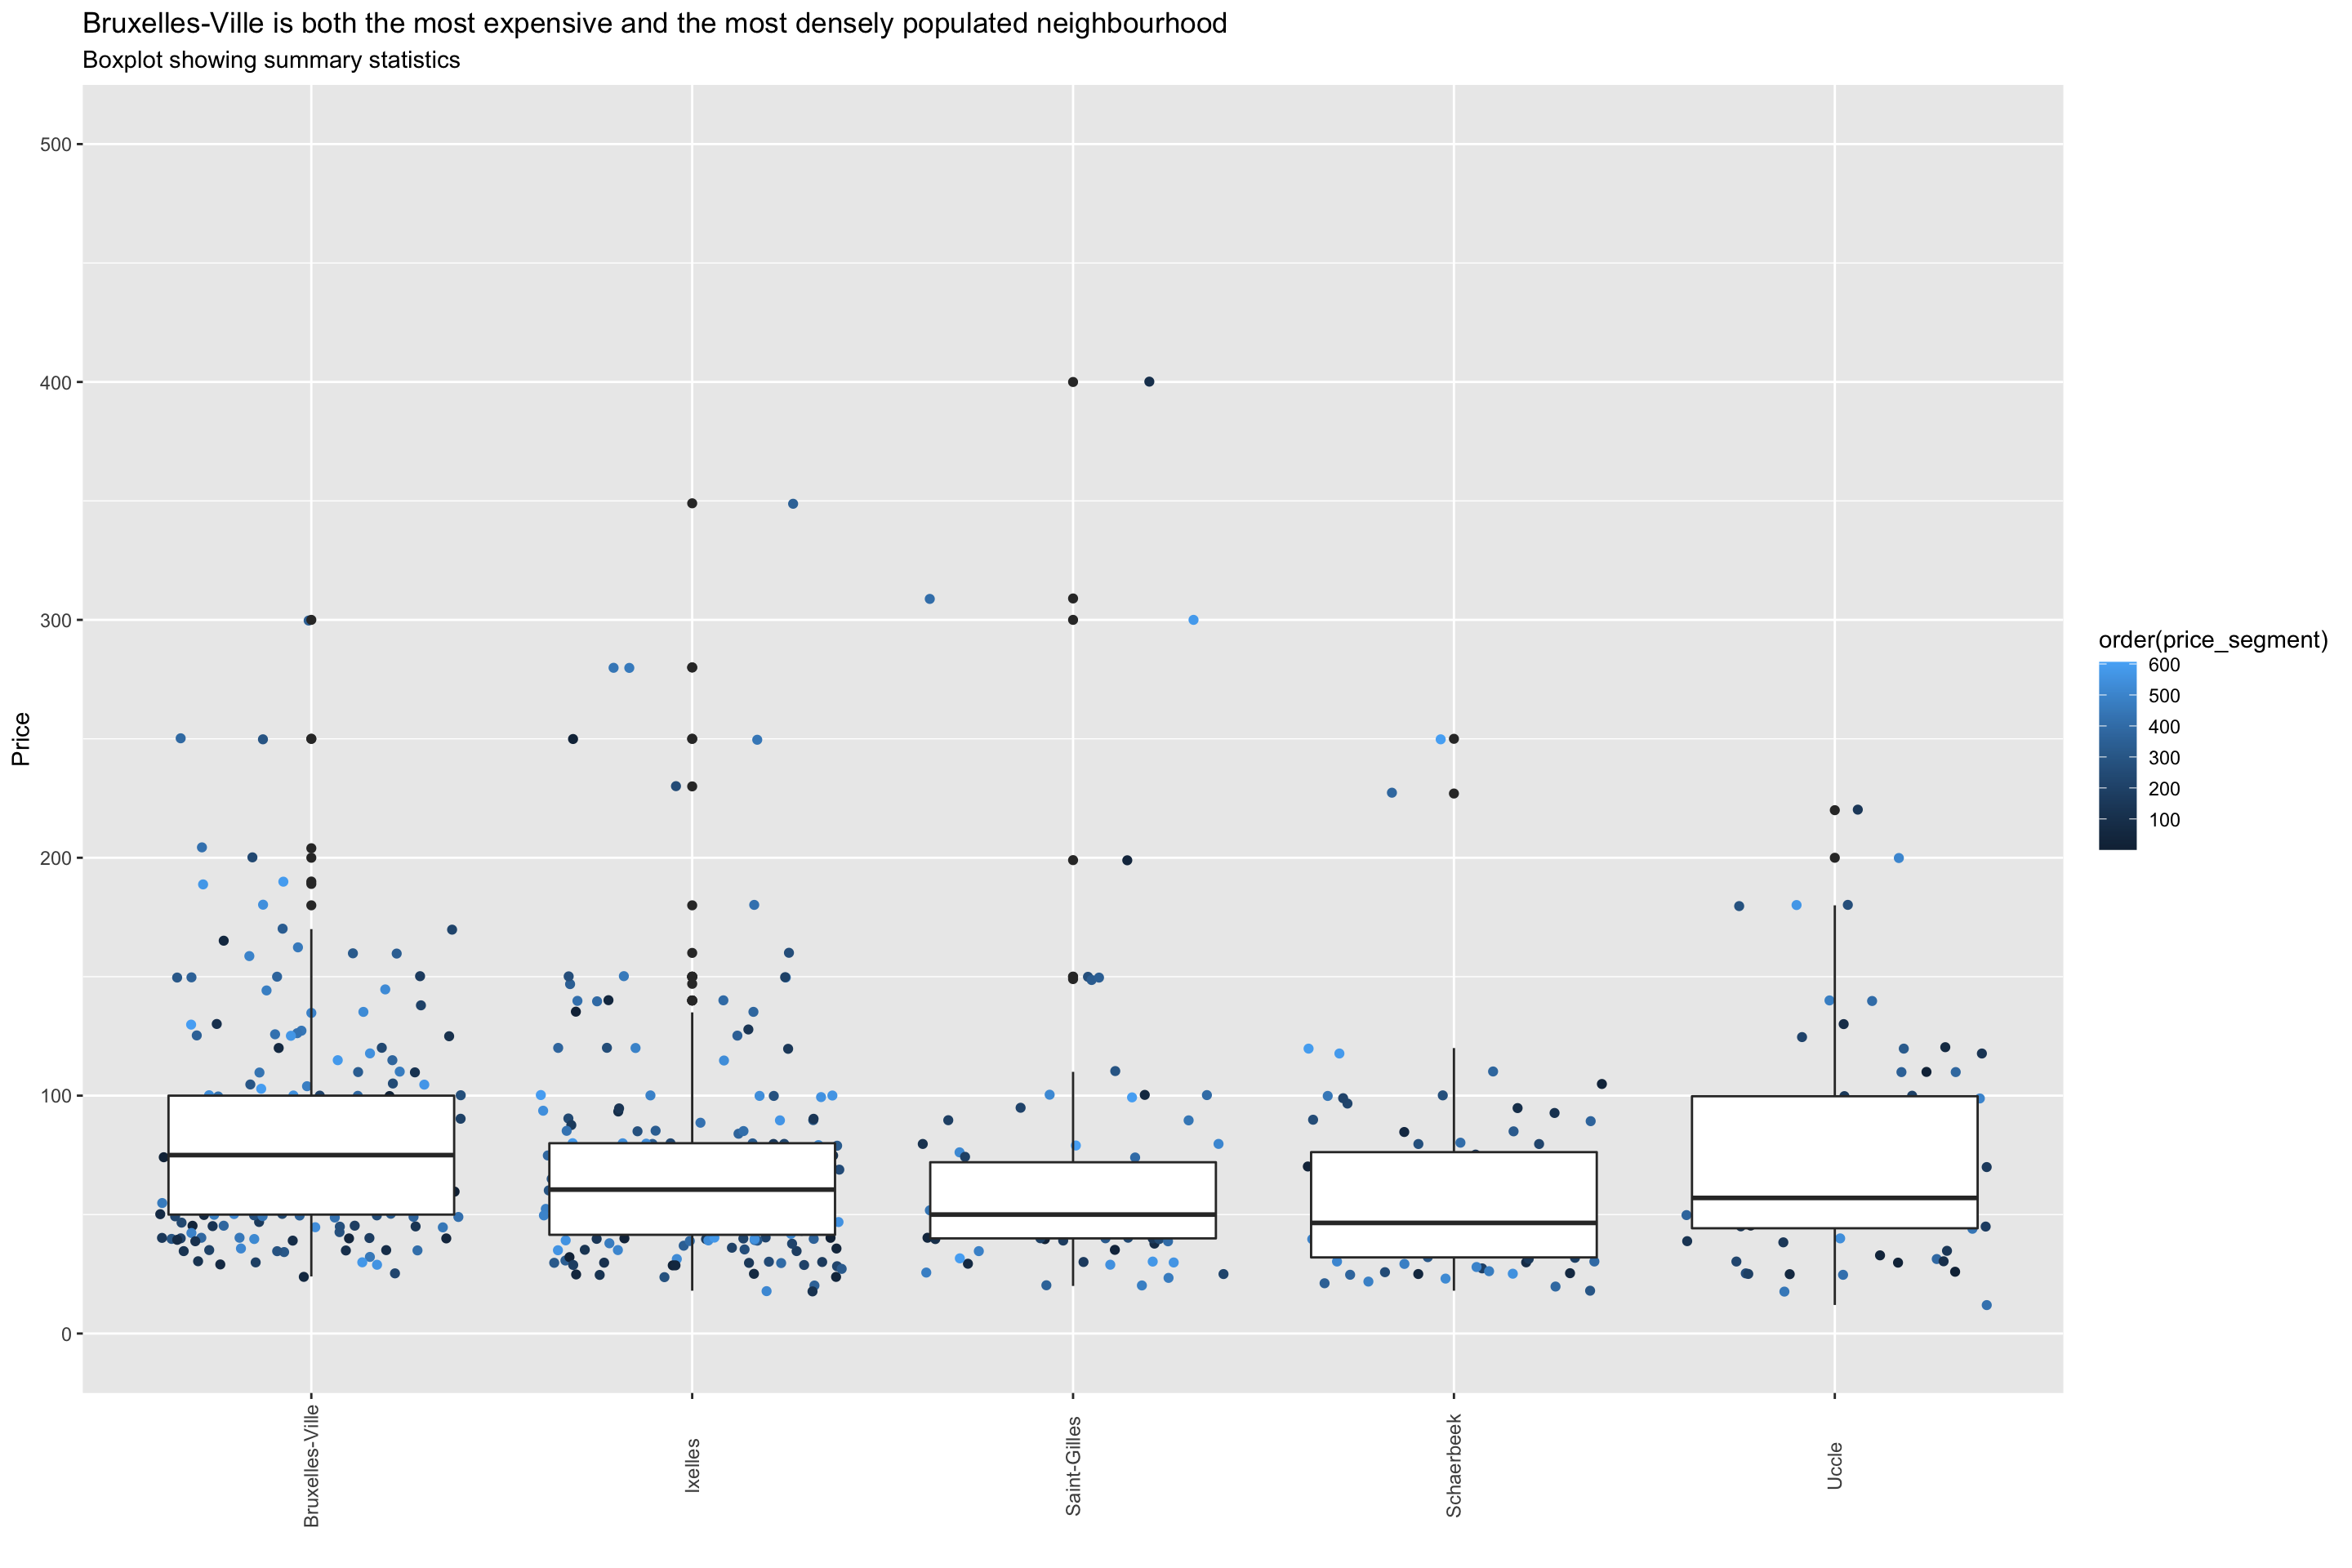 Bruxelles-Ville is both the most expensive and the most densely populated neighbourhood
Boxplot showing summary statistics
Price
500
400
300
200
100
0
Bruxelles-Ville
Ixelles
Saint-Gilles
Schaerbeek
Uccle
order(price_segment)
600
500
400
300
200
100